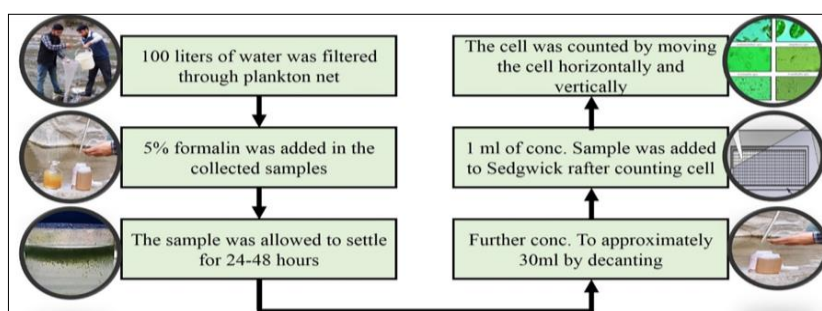 100 liters of water was filtered
through plankton net
5% formalin was added in the
collected samples
The sample was allowed to settle
for 24-48 hours
Further conc. To approximately
30ml by decanting
1 ml of conc. Sample was added
to Sedgwick rafter counting cell
The cell was counted by moving
the cell horizontally and
vertically